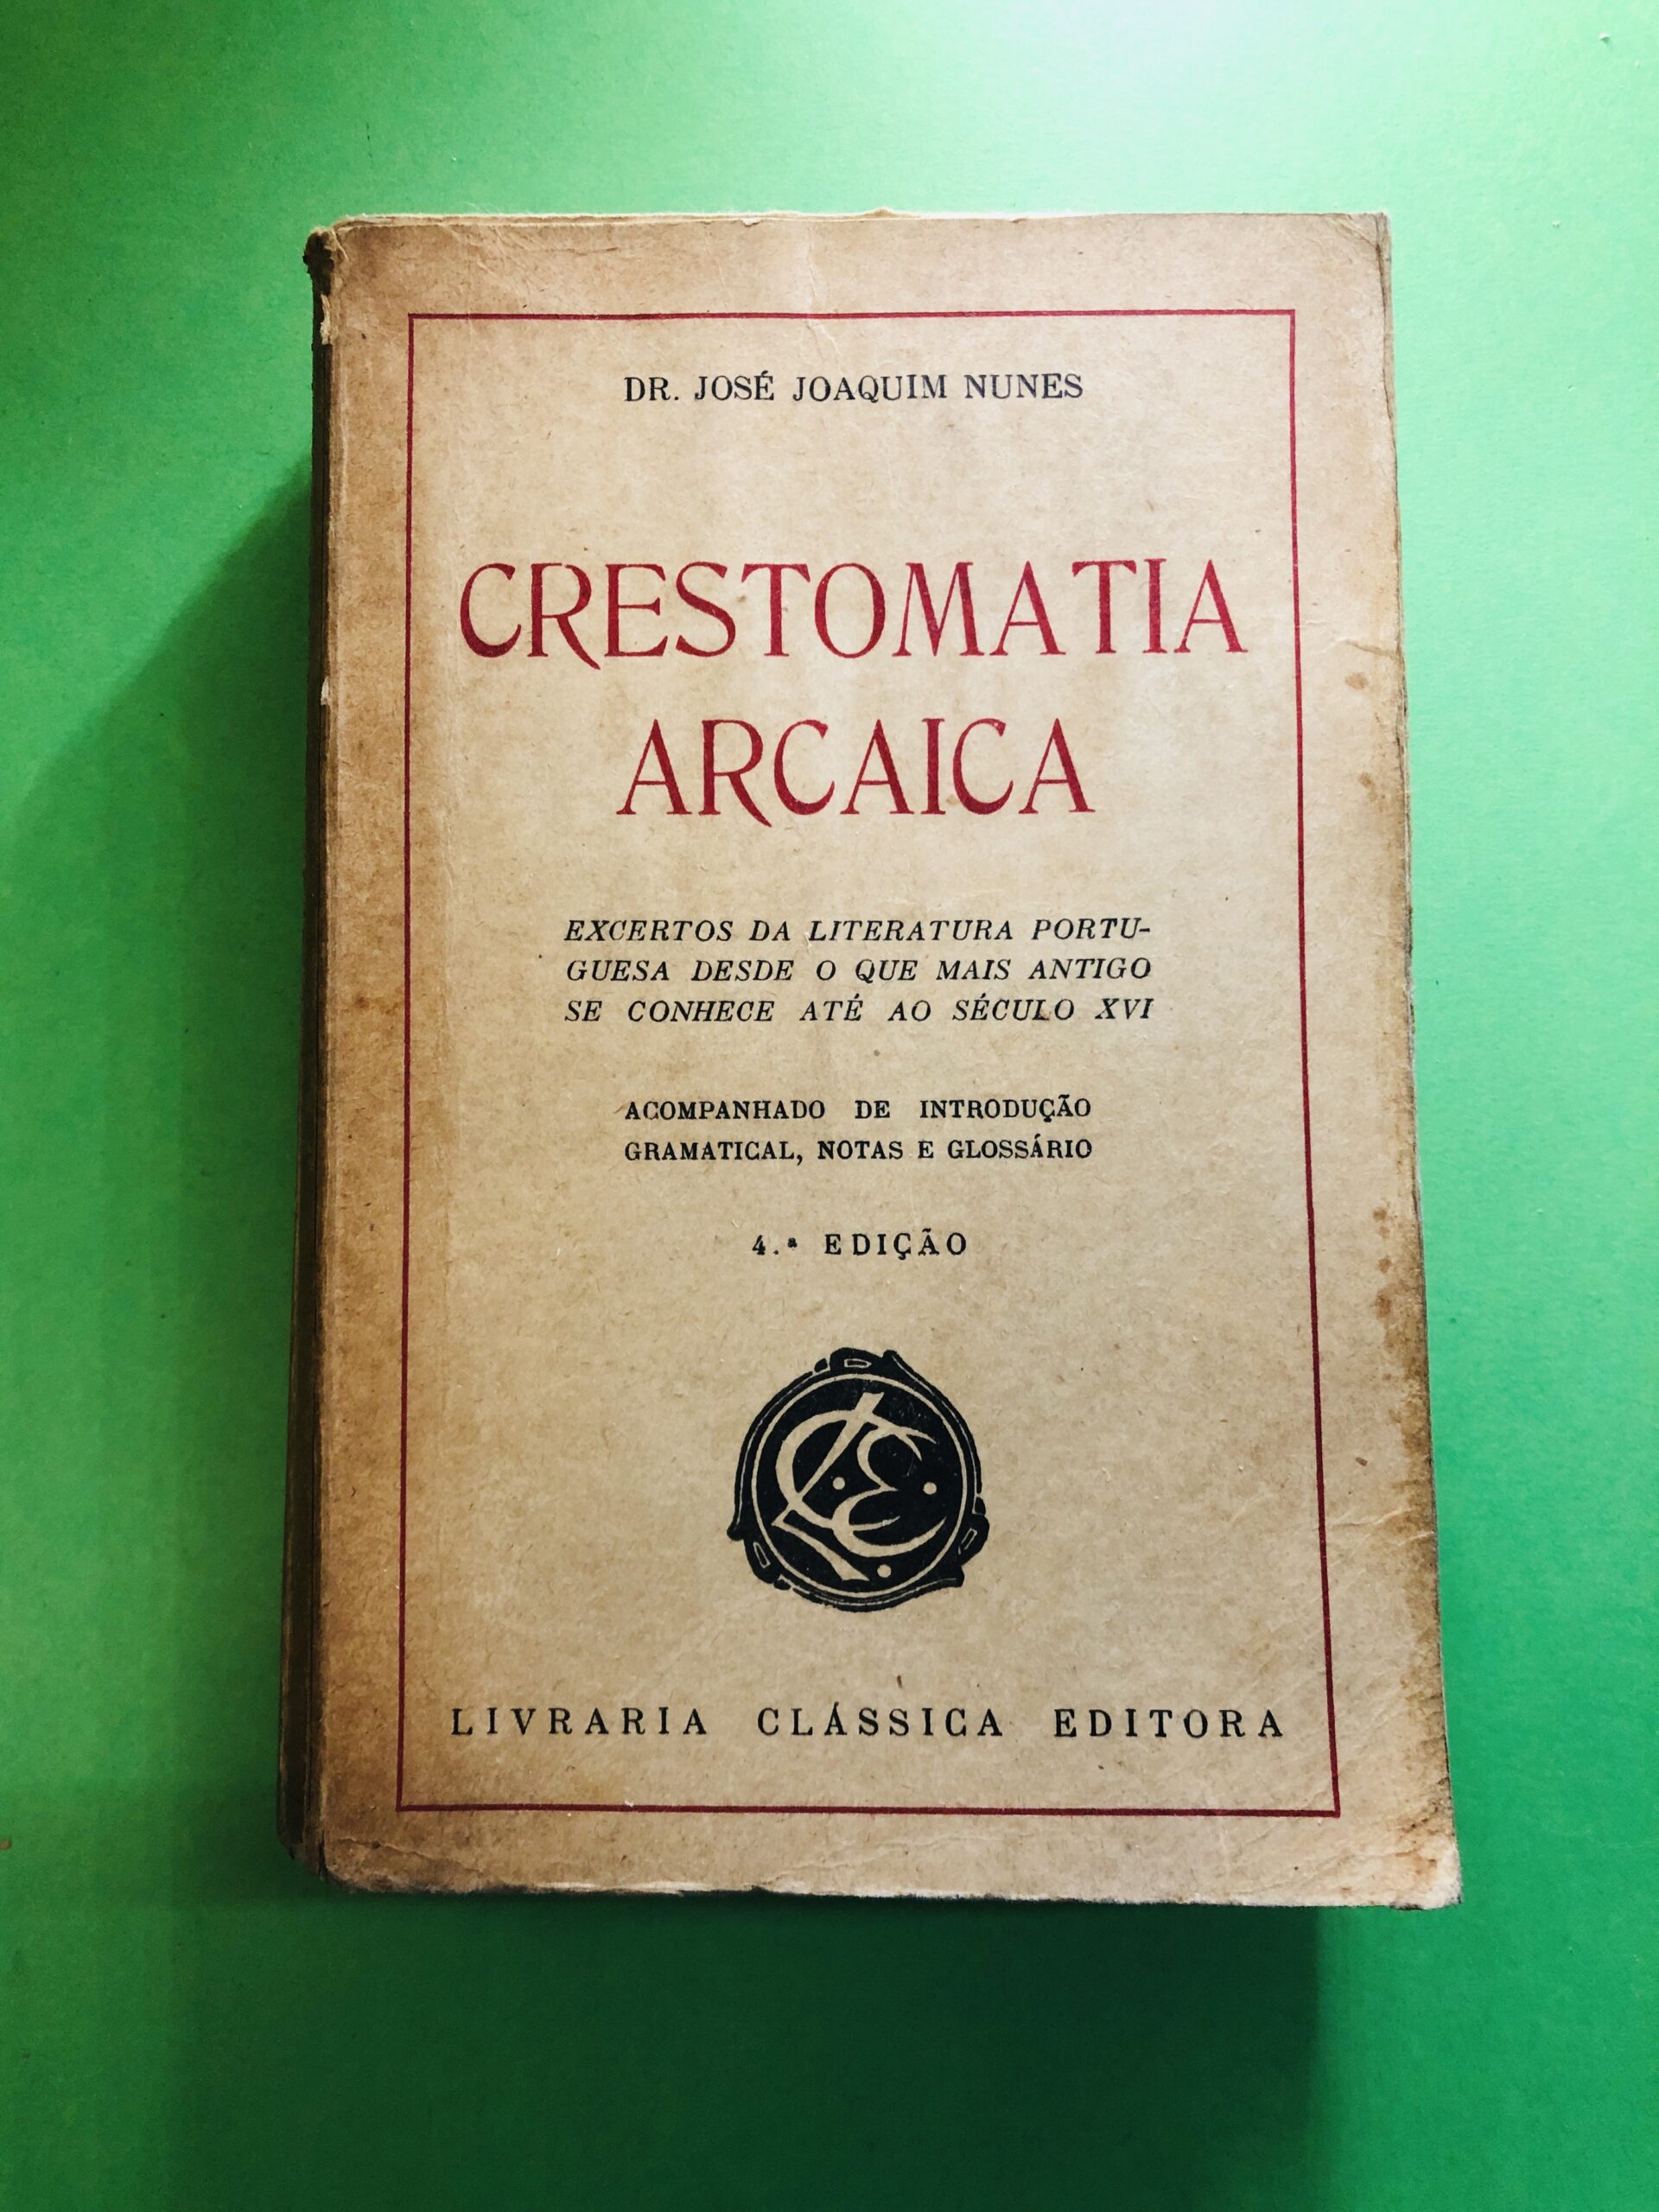 DR. JOSÉ JOAQUIM NUNES
CRESTOMATIA
ARCAICA
EXCERTOS DA LITERATURA PORTU-
GUESA DESDE O QUE MAIS ANTIGO
SE CONHECE ATÉ AO SÉCULO XVI
ACOMPANHADO DE INTRODUÇÃO
GRAMATICAL, NOTAS E GLOSSÁRIO
4.ª EDIÇÃO
LCE
LIVRARIA CLÁSSICA EDITORA